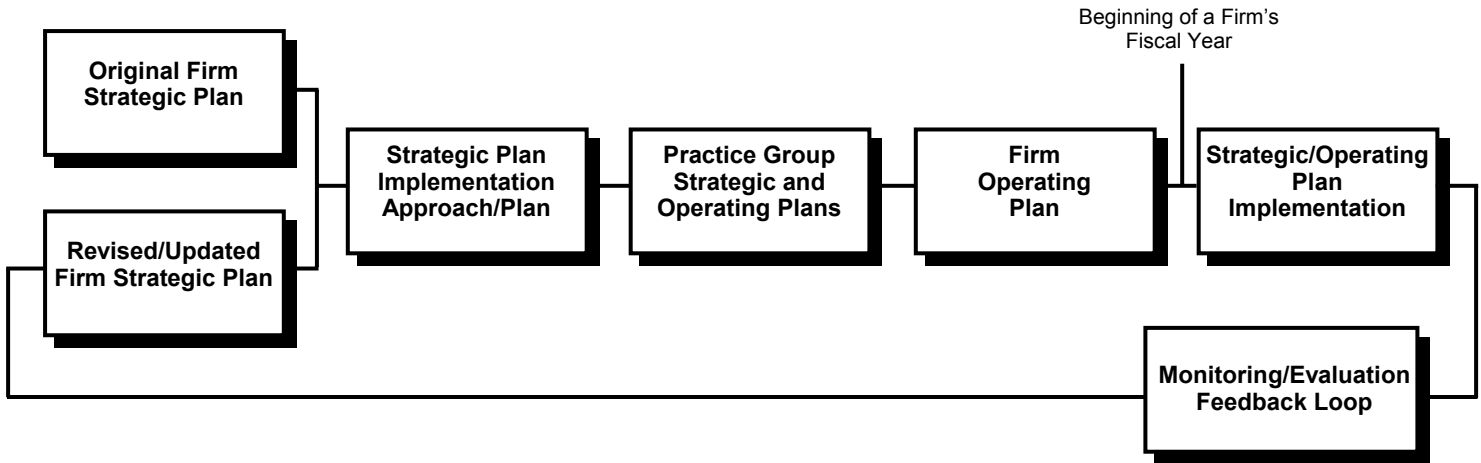 Beginning of a Firm's
Fiscal Year
Original Firm
Strategic Plan
Revised/Updated
Firm Strategic Plan
Strategic Plan
Implementation
Approach/Plan
Practice Group
Strategic and
Operating Plans
Firm
Operating
Plan
Strategic/Operating
Plan
Implementation
Monitoring/Evaluation
Feedback Loop